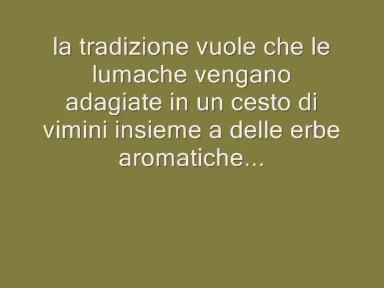 la tradizione vuole che le
lumache vengano
adagiate in un cesto di
vimini insieme a delle erbe
aromatiche...